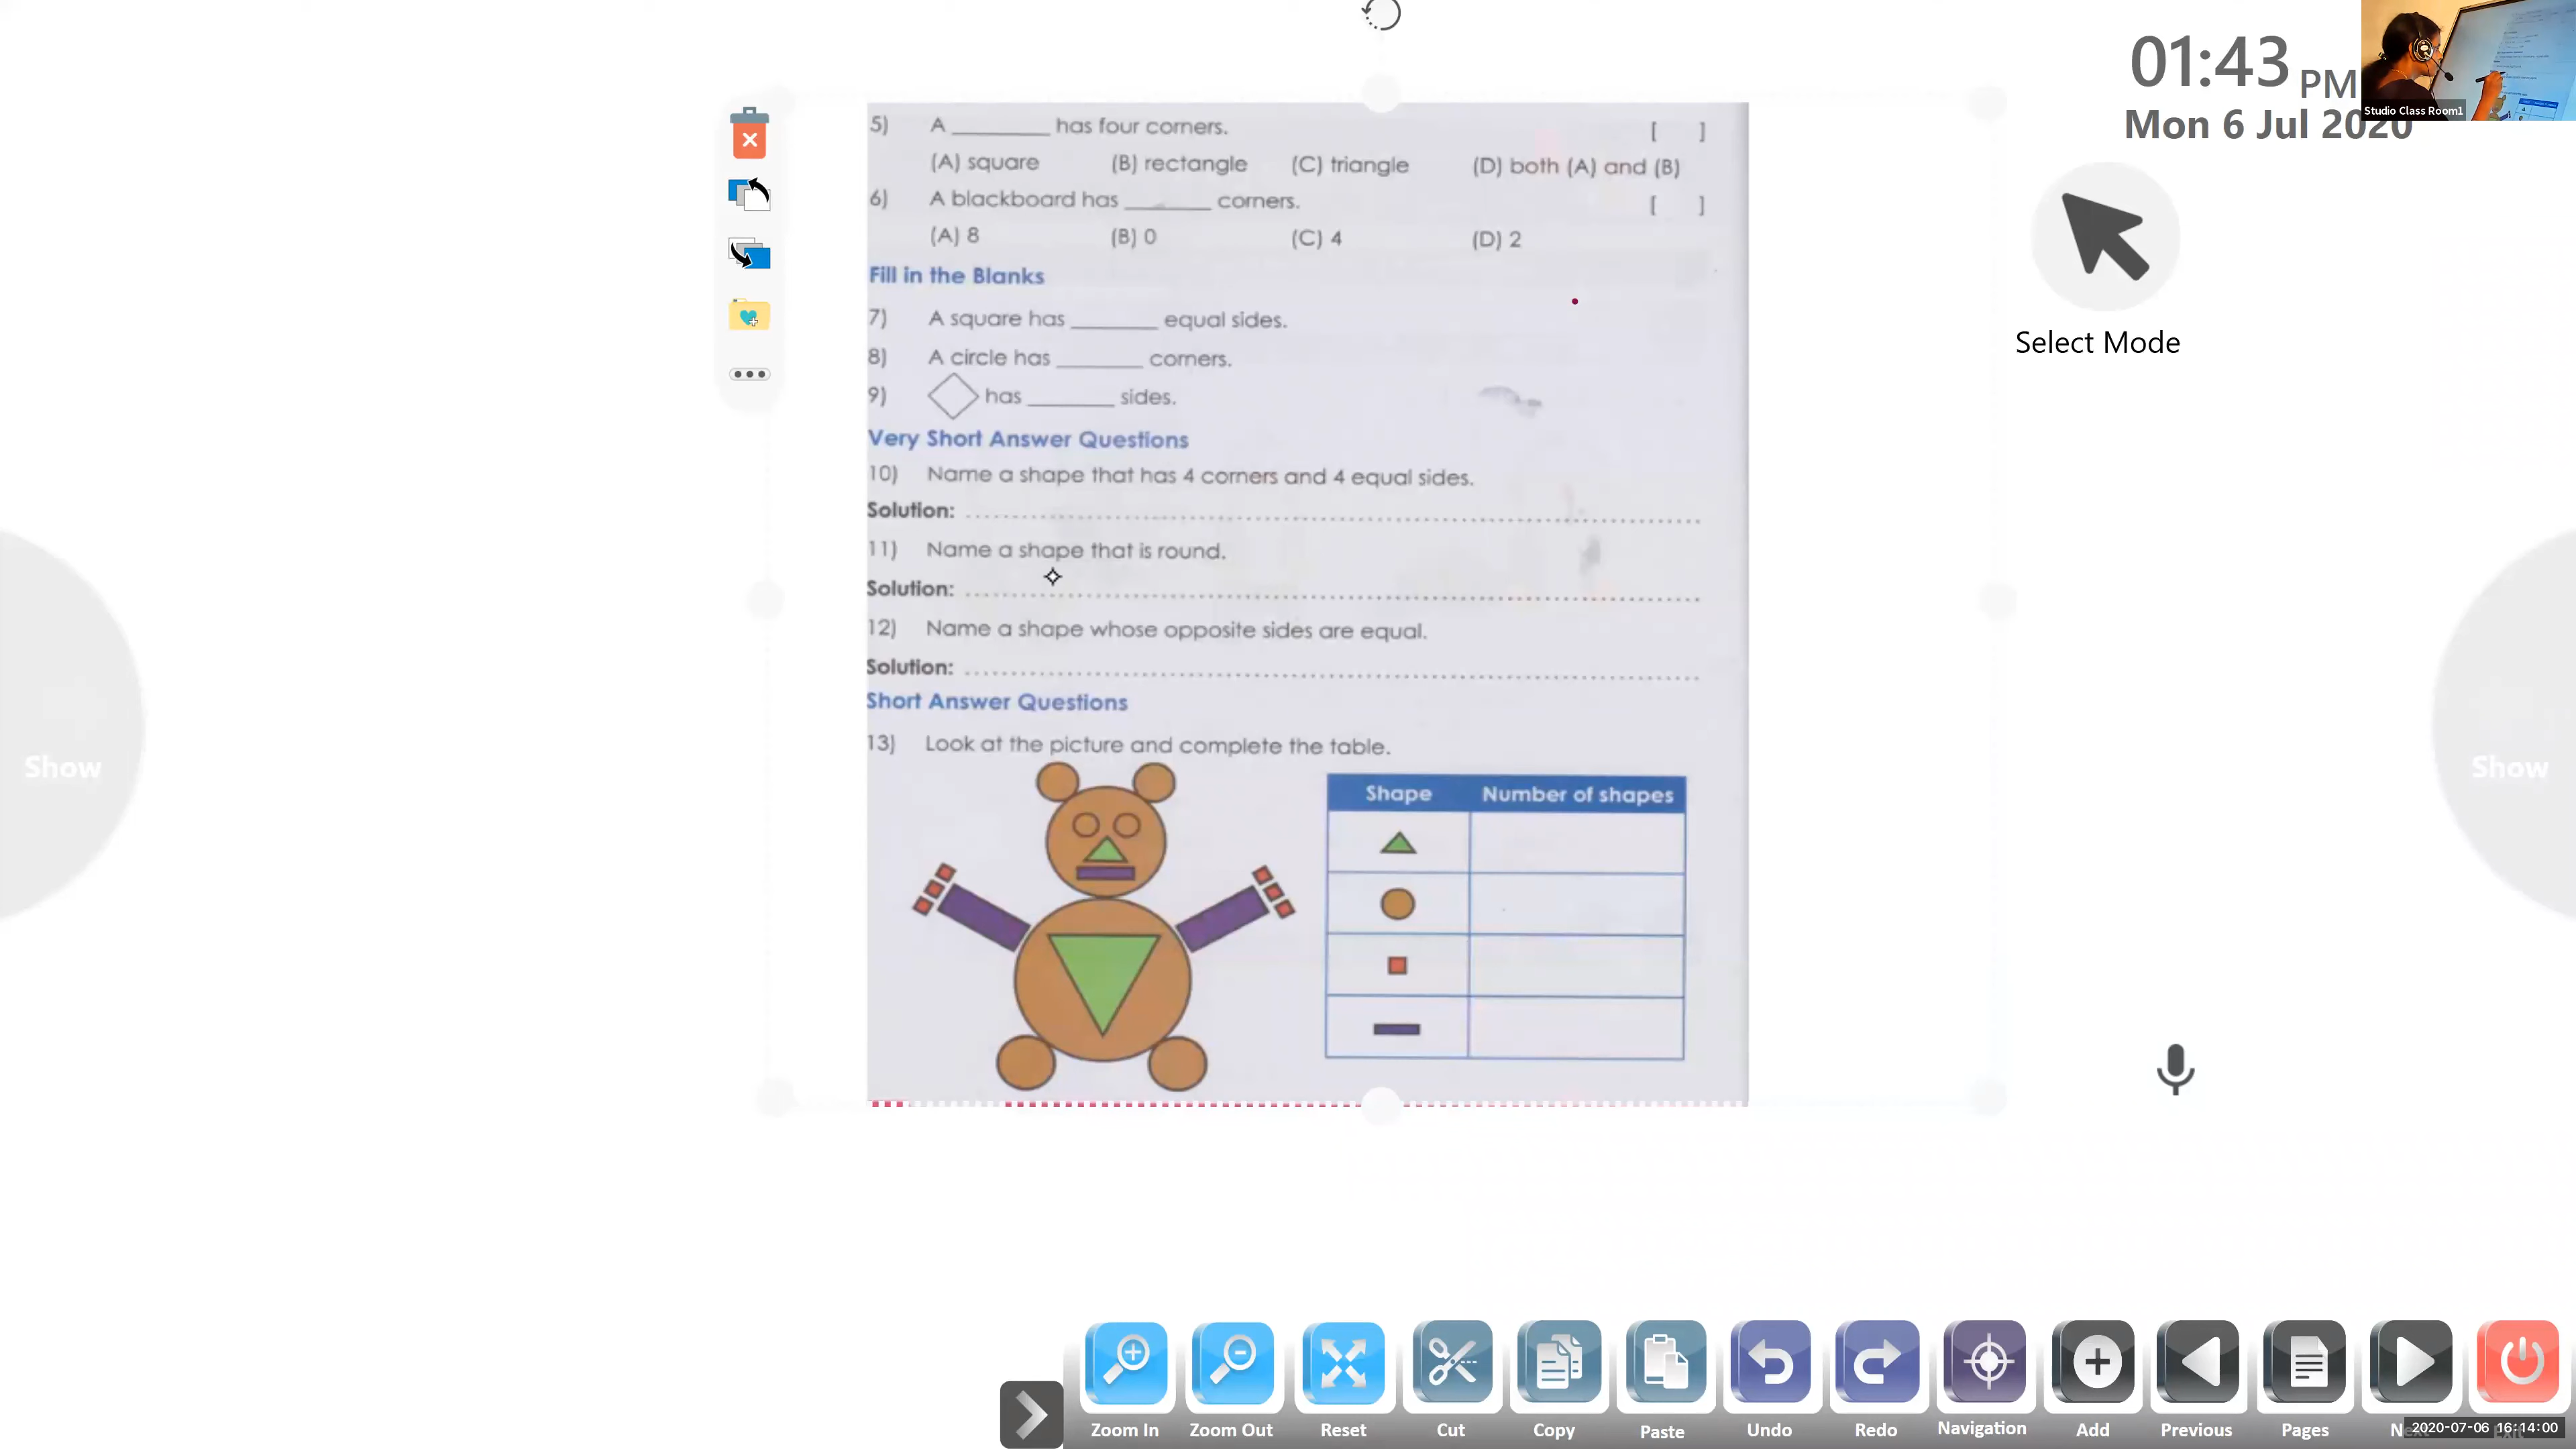 01:43 PM
Mon 6 Jul 2020
Studio Class Room1
Select Mode
5) A ________ has four corners. [ ]
(A) square (B) rectangle (C) triangle (D) both (A) and (B)
6) A blackboard has _______ corners. [ ]
(A) 8 (B) 0 (C) 4 (D) 2
Fill in the Blanks
7) A square has _______ equal sides.
8) A circle has _______ corners.
9) has _______ sides.
Very Short Answer Questions
10) Name a shape that has 4 corners and 4 equal sides.
Solution:
11) Name a shape that is round.
Solution:
12) Name a shape whose opposite sides are equal.
Solution:
Short Answer Questions
13) Look at the picture and complete the table.
Shape Number of shapes
Show
Show
Zoom In Zoom Out Reset Cut Copy Paste Undo Redo Navigation Add Previous Pages
2020-07-06 16:14:00